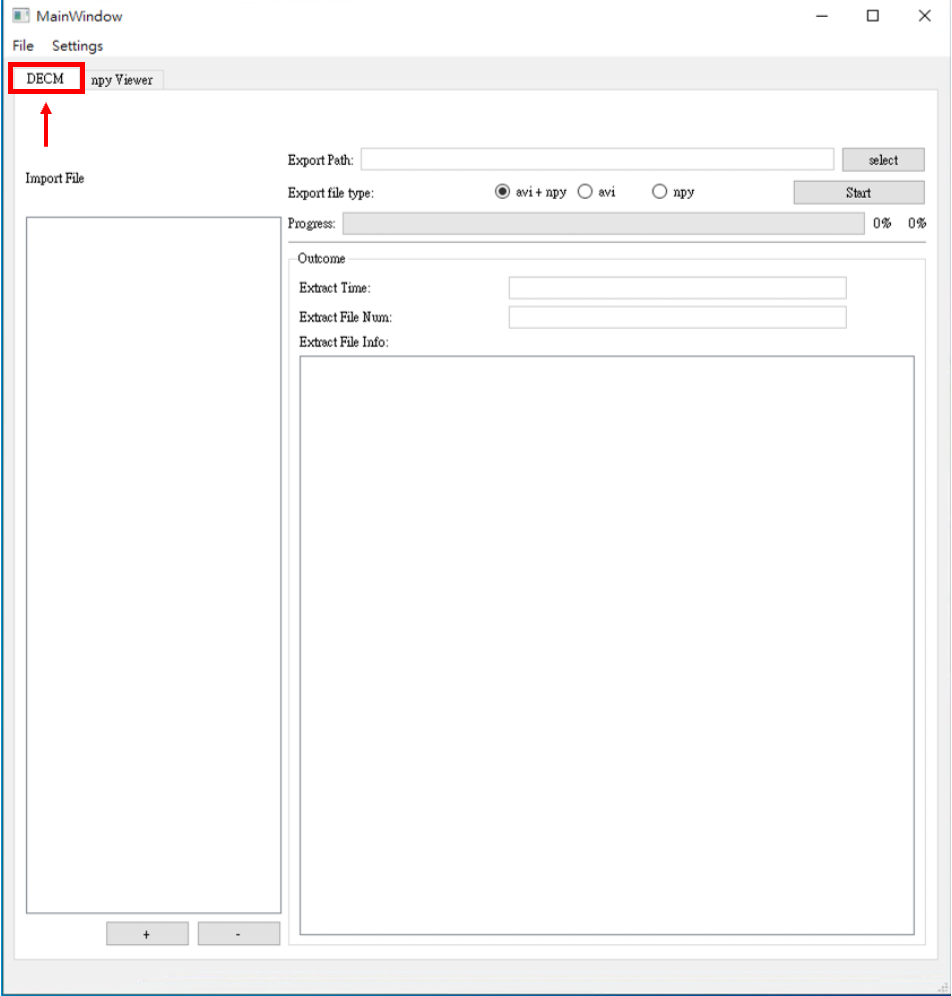 MainWindow
File Settings
DECM npy Viewer
Import File
Export Path: select
Export file type: avi + npy avi npy Start
Progress: 0% 0%
Outcome
Extract Time:
Extract File Num:
Extract File Info:
+ -